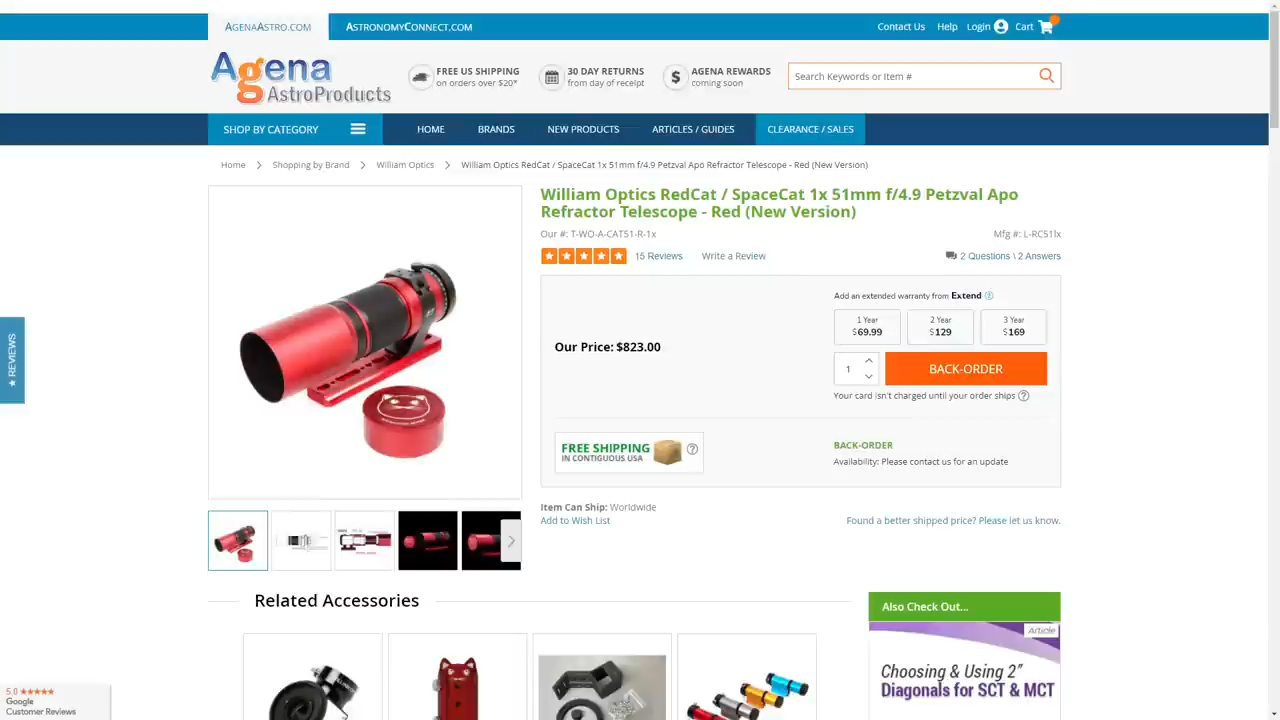 AGENAASTRO.COM
ASTRONOMYCONNECT.COM
Contact Us
Help
Login
Cart
Agena
AstroProducts
FREE US SHIPPING
on orders over $20*
30 DAY RETURNS
from day of receipt
$
AGENA REWARDS
coming soon
Search Keywords or Item #
SHOP BY CATEGORY
HOME
BRANDS
NEW PRODUCTS
ARTICLES / GUIDES
CLEARANCE / SALES
Home > Shopping by Brand > William Optics > William Optics RedCat / SpaceCat 1x 51mm f/4.9 Petzval Apo Refractor Telescope - Red (New Version)
William Optics RedCat / SpaceCat 1x 51mm f/4.9 Petzval Apo
Refractor Telescope - Red (New Version)
Our #: T-WO-A-CAT51-R-1x
Mfg #: L-RC51lx
15 Reviews
Write a Review
2 Questions \ 2 Answers
Add an extended warranty from Extend
1 Year
$69.99
2 Year
$129
3 Year
$169
Our Price: $823.00
1
BACK-ORDER
Your card isn't charged until your order ships ?
FREE SHIPPING
IN CONTIGUOUS USA
?
BACK-ORDER
Availability: Please contact us for an update
Item Can Ship: Worldwide
Add to Wish List
Found a better shipped price? Please let us know.
★ REVIEWS
Related Accessories
Also Check Out...
Article
Choosing & Using 2"
Diagonals for SCT & MCT
5.0 ★★★★★
Google
Customer Reviews